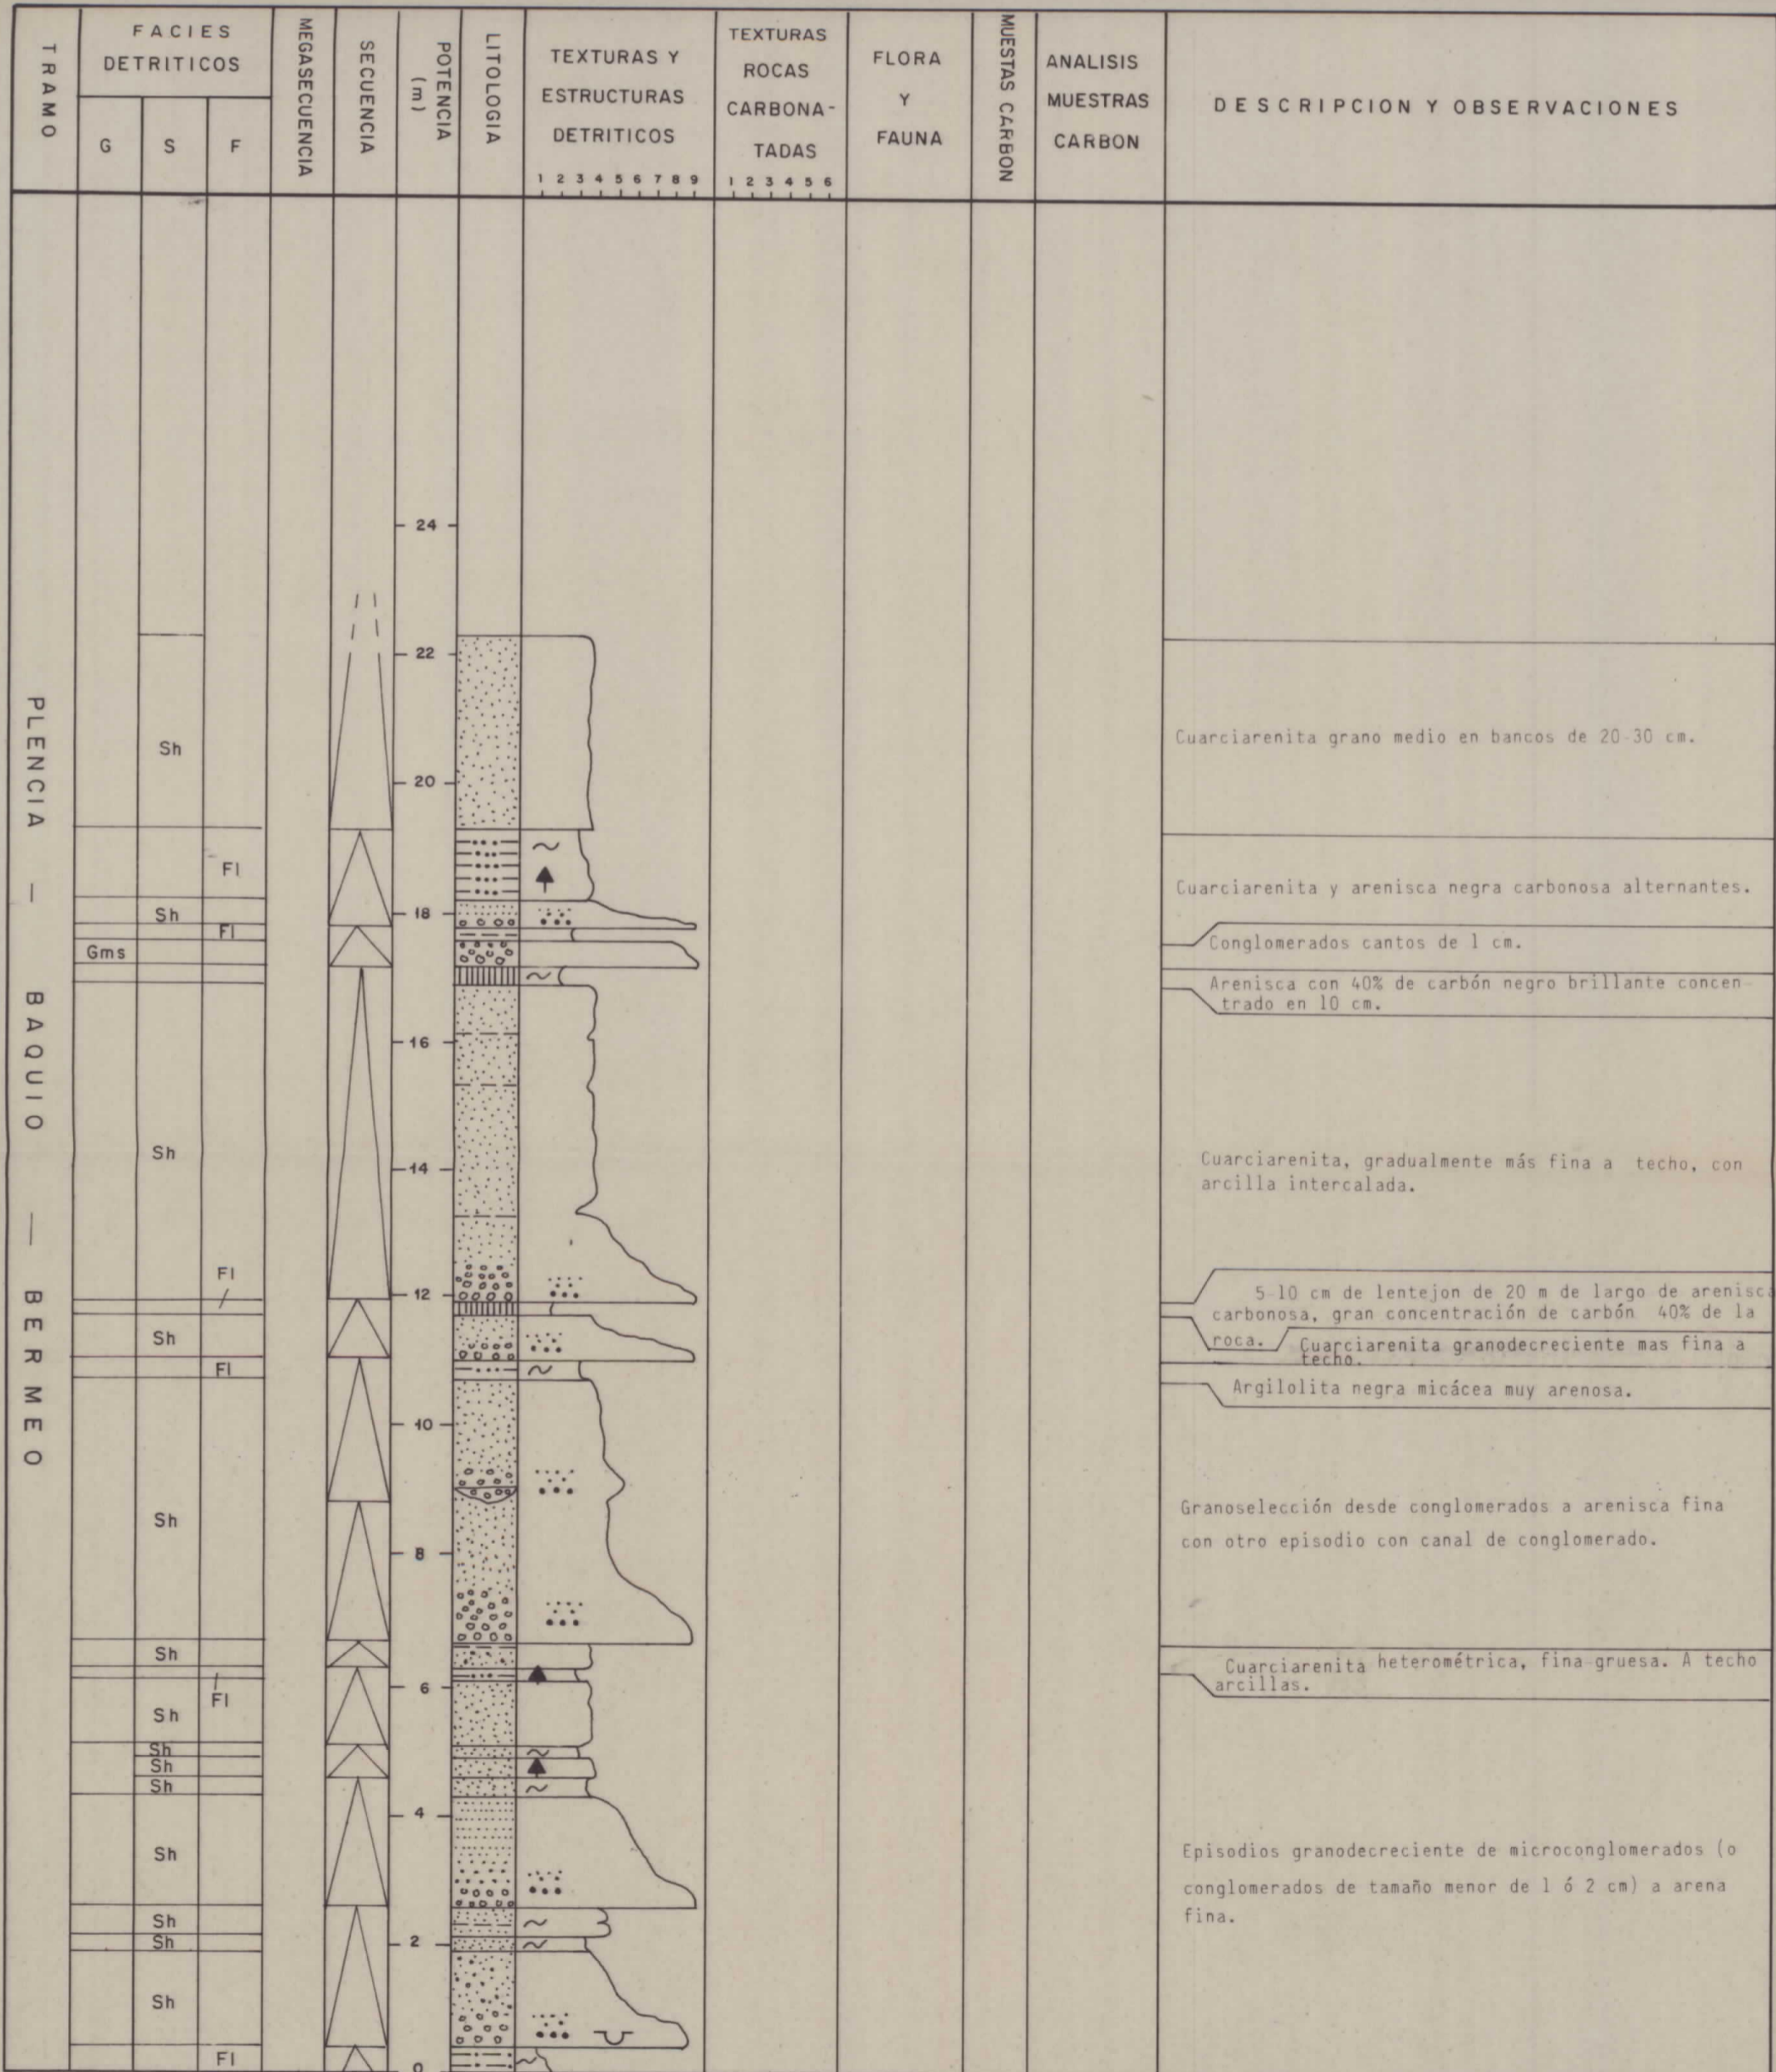 TRAMO
FACIES
DETRITICOS
G S F
MEGASECUENCIA
SECUENCIA
POTENCIA
(m)
LITOLOGIA
TEXTURAS Y
ESTRUCTURAS
DETRITICOS
1 2 3 4 5 6 7 8 9
TEXTURAS
ROCAS
CARBONA-
TADAS
1 2 3 4 5 6
FLORA
Y
FAUNA
MUESTAS CARBON
ANALISIS
MUESTRAS
CARBON
DESCRIPCION Y OBSERVACIONES
PLENCIA — BAQUIO — BERMEO
24
22
Sh
Cuarciarenita grano medio en bancos de 20-30 cm.
20
Fl
Cuarciarenita y arenisca negra carbonosa alternantes.
Sh
18
Fl
Gms
Conglomerados cantos de 1 cm.
Arenisca con 40% de carbón negro brillante concen-
trado en 10 cm.
16
Sh
14
Cuarciarenita, gradualmente más fina a techo, con
arcilla intercalada.
Fl
12
5-10 cm de lentejon de 20 m de largo de arenisca
carbonosa, gran concentración de carbón 40% de la
roca.
Sh
Cuarciarenita granodecreciente mas fina a
techo.
Fl
Argilolita negra micácea muy arenosa.
10
Granoselección desde conglomerados a arenisca fina
Sh
con otro episodio con canal de conglomerado.
8
Sh
Cuarciarenita heterométrica, fina-gruesa. A techo
arcillas.
6
Fl
Sh
Sh
Sh
Sh
4
Sh
Episodios granodecreciente de microconglomerados (o
conglomerados de tamaño menor de 1 ó 2 cm) a arena
fina.
Sh
Sh
2
Sh
Fl
0